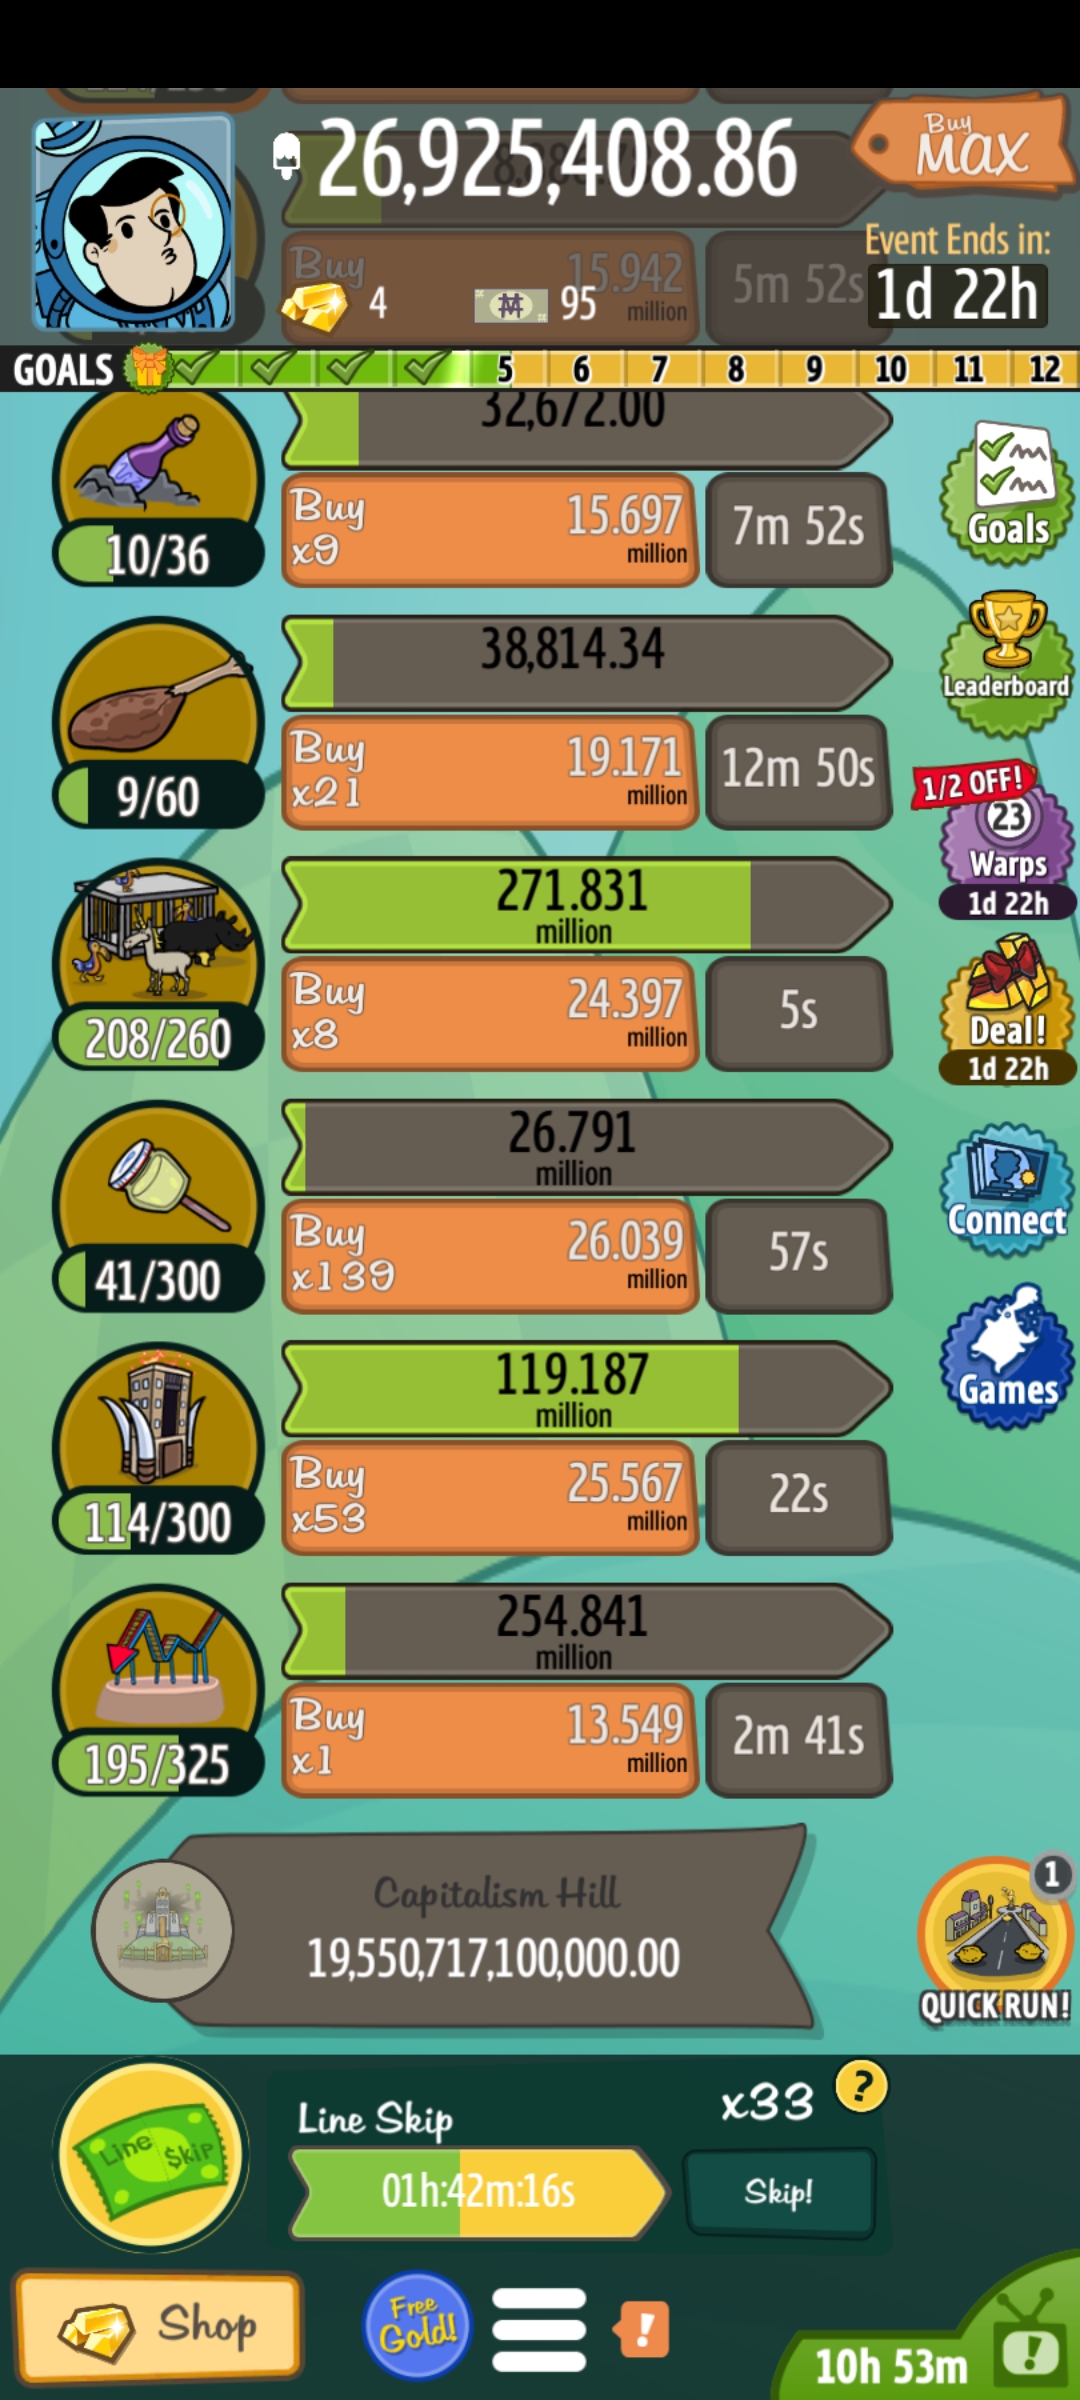 26,925,408.86
Buy
MAX
Buy
15.942
million
5m 52s
4
95
Event Ends in:
1d 22h
GOALS
5
6
7
8
9
10
11
12
32,672.00
10/36
Buy
x9
15.697
million
7m 52s
Goals
38,814.34
9/60
Buy
x21
19.171
million
12m 50s
Leaderboard
1/2 OFF!
23
Warps
1d 22h
271.831
million
208/260
Buy
x8
24.397
million
5s
Deal!
1d 22h
26.791
million
41/300
Buy
x139
26.039
million
57s
Connect
119.187
million
114/300
Buy
x53
25.567
million
22s
Games
254.841
million
195/325
Buy
x1
13.549
million
2m 41s
Capitalism Hill
19,550,717,100,000.00
1
QUICK RUN!
Line $kip
Line Skip
x33
?
01h:42m:16s
Skip!
Shop
Free
Gold!
!
10h 53m
!